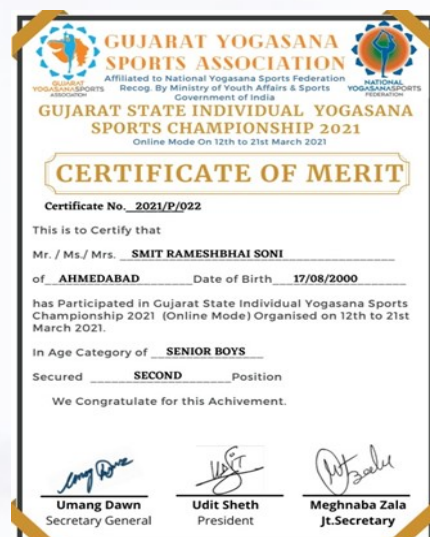 GUJARAT YOGASANA
SPORTS ASSOCIATION
Affiliated to National Yogasana Sports Federation
Recog. By Ministry of Youth Affairs & Sports
Government of India
GUJARAT
YOGASANASPORTS
ASSOCIATION
NATIONAL
YOGASANASPORTS
FEDERATION
GUJARAT STATE INDIVIDUAL YOGASANA
SPORTS CHAMPIONSHIP 2021
Online Mode On 12th to 21st March 2021
CERTIFICATE OF MERIT
Certificate No. 2021/P/022
This is to Certify that
Mr. / Ms./ Mrs. SMIT RAMESHBHAI SONI
of AHMEDABAD Date of Birth 17/08/2000
has Participated in Gujarat State Individual Yogasana Sports
Championship 2021 (Online Mode) Organised on 12th to 21st
March 2021.
In Age Category of SENIOR BOYS
Secured SECOND Position
We Congratulate for this Achivement.
Umang Dawn
Secretary General
Udit Sheth
President
Meghnaba Zala
Jt.Secretary